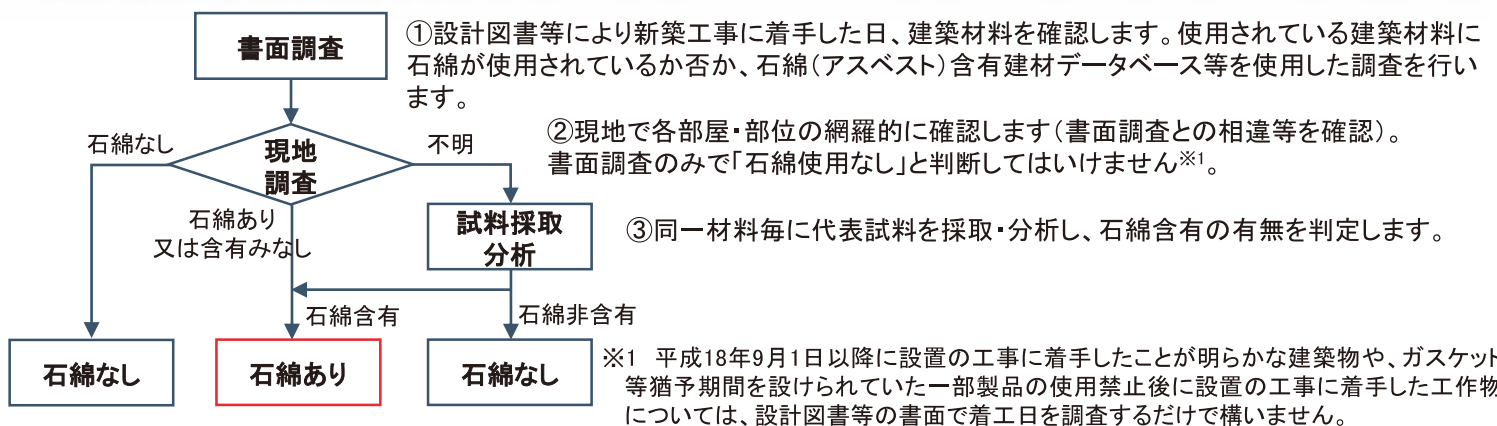 書面調査
①設計図書等により新築工事に着手した日、建築材料を確認します。使用されている建築材料に
石綿が使用されているか否か、石綿(アスベスト)含有建材データベース等を使用した調査を行い
ます。
石綿なし
現地
調査
不明
②現地で各部屋・部位の網羅的に確認します(書面調査との相違等を確認)。
書面調査のみで「石綿使用なし」と判断してはいけません※1。
石綿あり
又は含有みなし
試料採取
分析
③同一材料毎に代表試料を採取・分析し、石綿含有の有無を判定します。
石綿含有
石綿非含有
石綿なし
石綿あり
石綿なし
※1 平成18年9月1日以降に設置の工事に着手したことが明らかな建築物や、ガスケット
等猶予期間を設けられていた一部製品の使用禁止後に設置の工事に着手した工作物
については、設計図書等の書面で着工日を調査するだけで構いません。